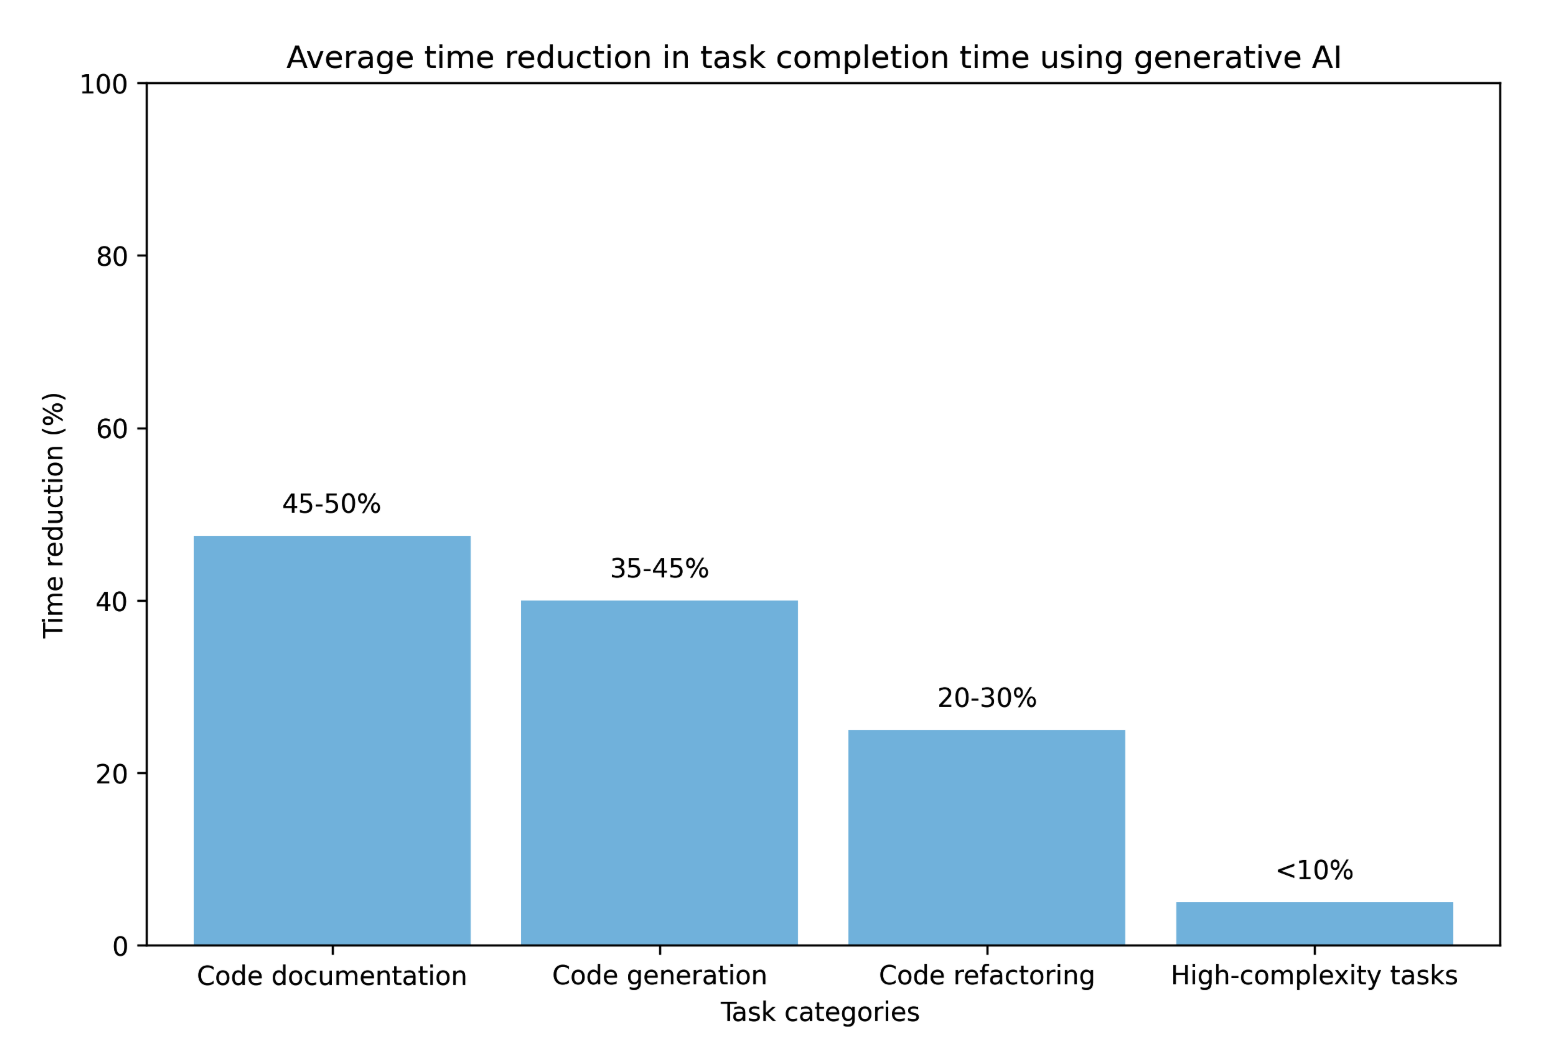 Average time reduction in task completion time using generative AI
100
80
60
40
20
0
Time reduction (%)
45-50%
35-45%
20-30%
<10%
Code documentation
Code generation
Code refactoring
High-complexity tasks
Task categories